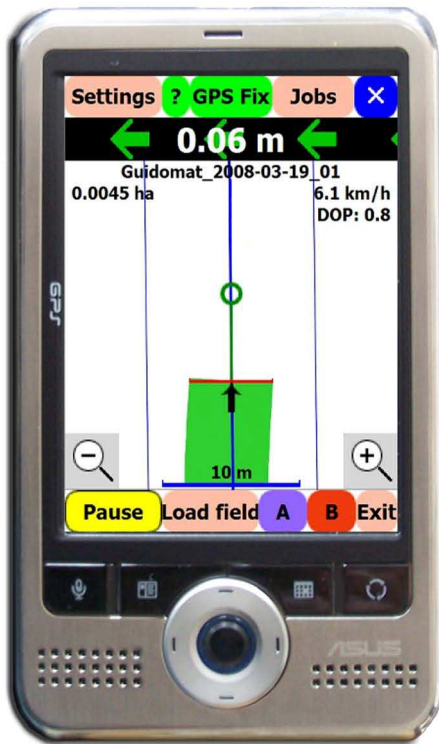 Settings ? GPS Fix Jobs ✕
0.06 m
Guidomat_2008-03-19_01
0.0045 ha 6.1 km/h
DOP: 0.8
GPS
10 m
Pause Load field A B Exit
ASUS